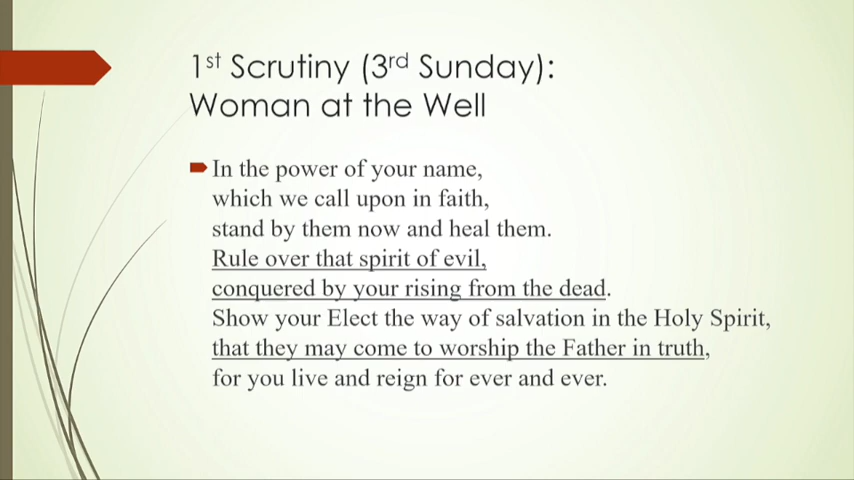 1st Scrutiny (3rd Sunday):
Woman at the Well
In the power of your name,
which we call upon in faith,
stand by them now and heal them.
Rule over that spirit of evil,
conquered by your rising from the dead.
Show your Elect the way of salvation in the Holy Spirit,
that they may come to worship the Father in truth,
for you live and reign for ever and ever.